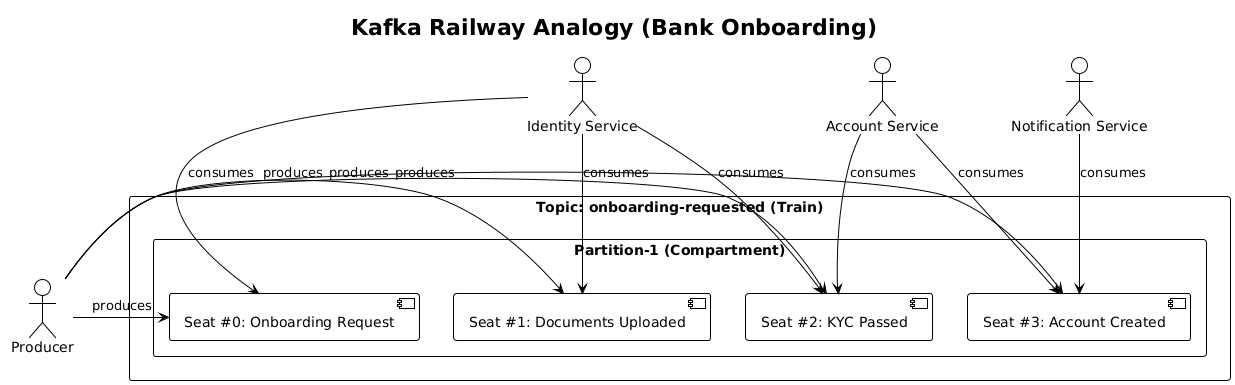 Kafka Railway Analogy (Bank Onboarding)
Identity Service
Account Service
Notification Service
consumes
produces
produces
produces
consumes
consumes
consumes
consumes
consumes
Topic: onboarding-requested (Train)
Partition-1 (Compartment)
produces
Seat #0: Onboarding Request
Seat #1: Documents Uploaded
Seat #2: KYC Passed
Seat #3: Account Created
Producer